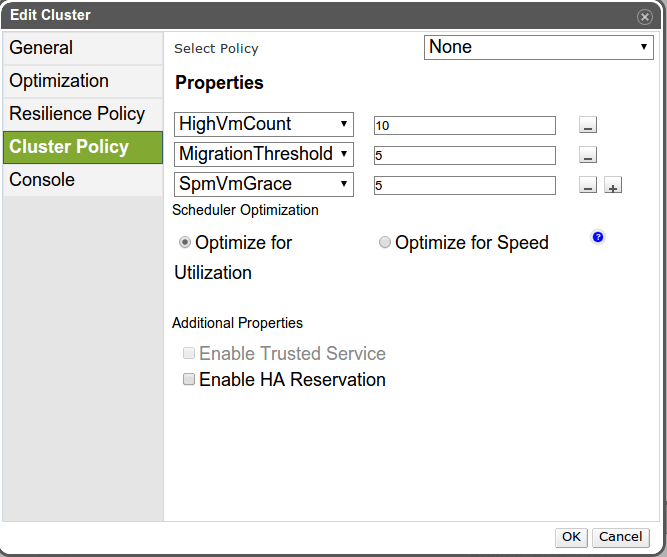 Edit Cluster
General
Optimization
Resilience Policy
Cluster Policy
Console
Select Policy
None
Properties
HighVmCount
10
MigrationThreshold
5
SpmVmGrace
5
Scheduler Optimization
Optimize for Utilization
Optimize for Speed
?
Additional Properties
Enable Trusted Service
Enable HA Reservation
OK
Cancel